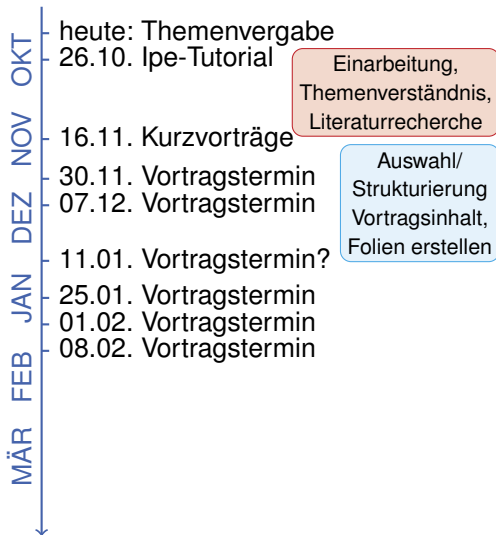 heute: Themenvergabe
26.10. Ipe-Tutorial
16.11. Kurzvorträge
30.11. Vortragstermin
07.12. Vortragstermin
11.01. Vortragstermin?
25.01. Vortragstermin
01.02. Vortragstermin
08.02. Vortragstermin
Einarbeitung,
Themenverständnis,
Literaturrecherche
Auswahl/
Strukturierung
Vortragsinhalt,
Folien erstellen
OKT
NOV
DEZ
JAN
FEB
MÄR